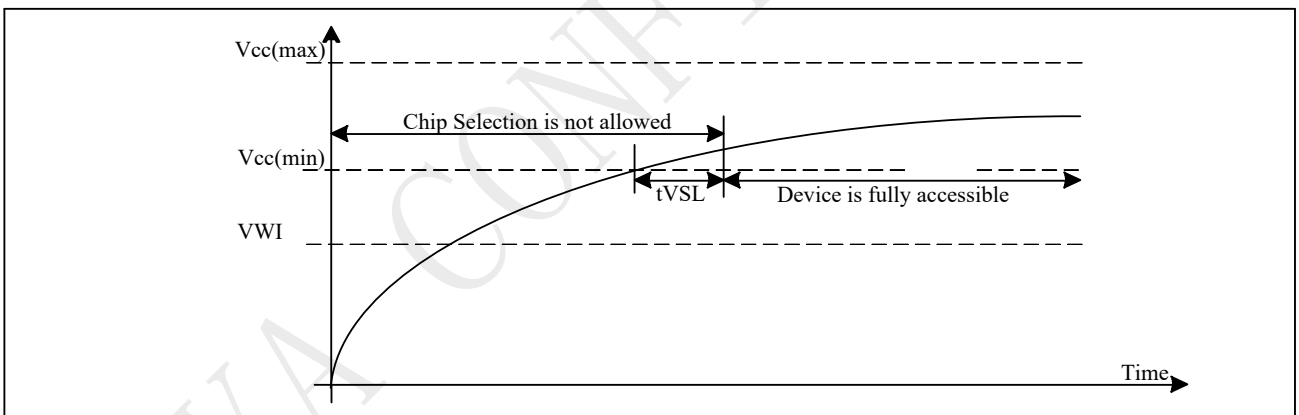 Vcc(max)
Chip Selection is not allowed
Vcc(min)
tVSL
Device is fully accessible
VWI
Time